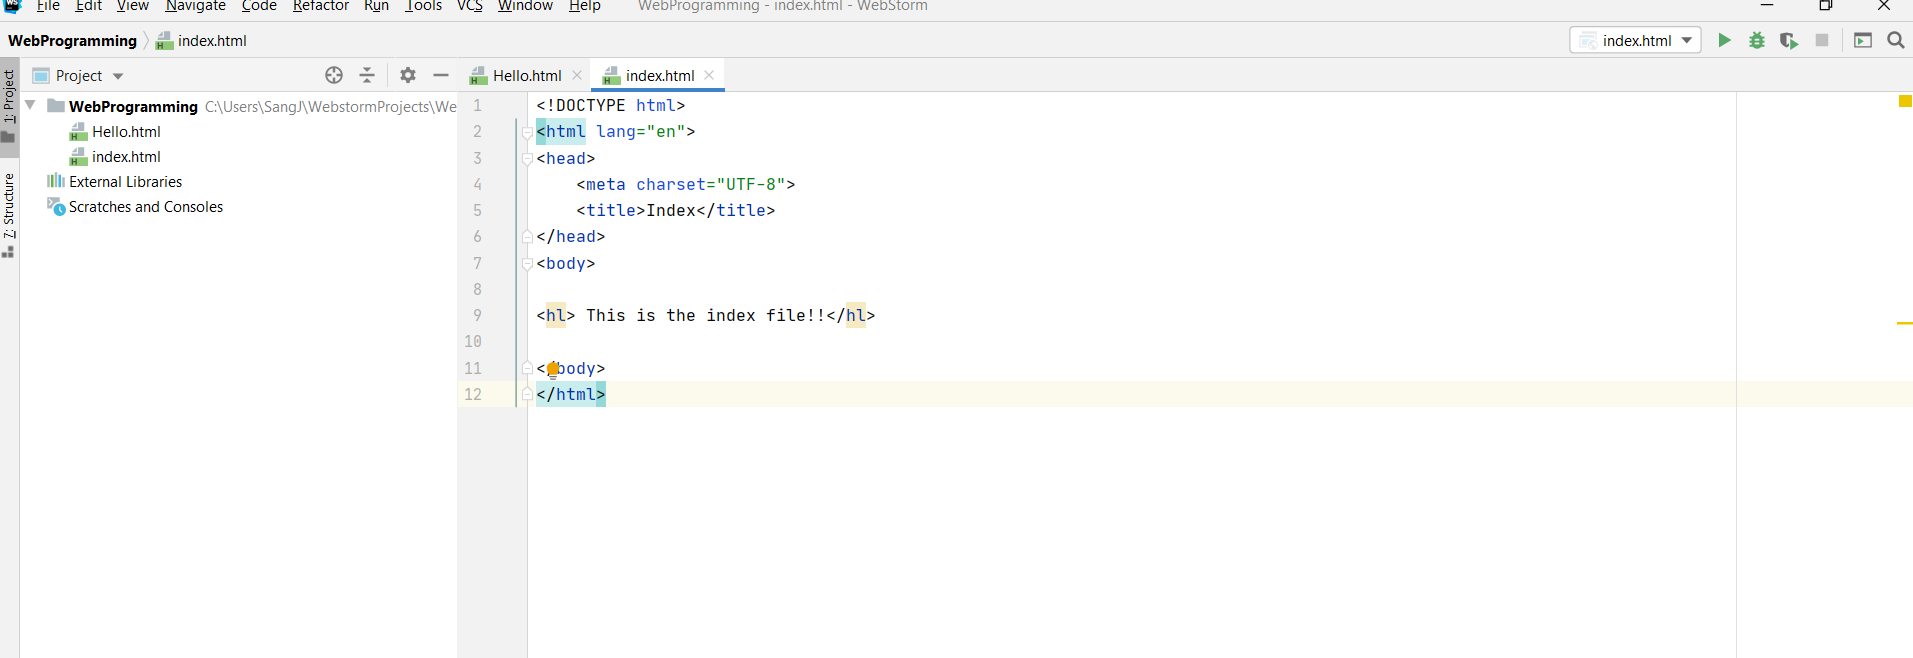 WS File Edit View Navigate Code Refactor Run Tools VCS Window Help WebProgramming - index.html - WebStorm
WebProgramming index.html index.html
1: Project
7: Structure
Project
WebProgramming C:\Users\SangJ\WebstormProjects\We
Hello.html
index.html
External Libraries
Scratches and Consoles
Hello.html index.html
1 <!DOCTYPE html>
2 <html lang="en">
3 <head>
4 <meta charset="UTF-8">
5 <title>Index</title>
6 </head>
7 <body>
8
9 <hl> This is the index file!!</hl>
10
11 </body>
12 </html>